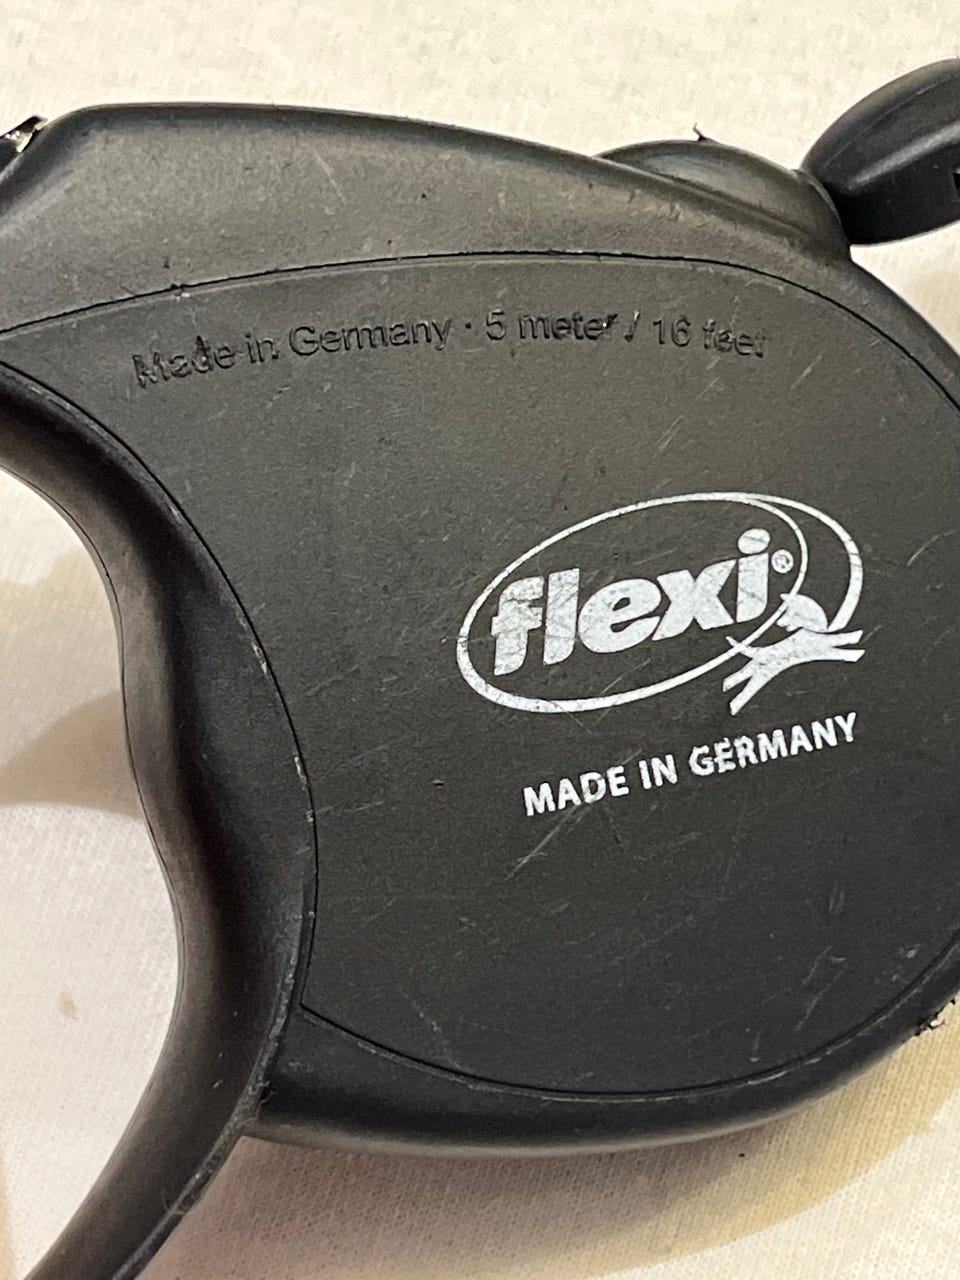 Made in Germany · 5 meter / 16 feet
flexi®
MADE IN GERMANY